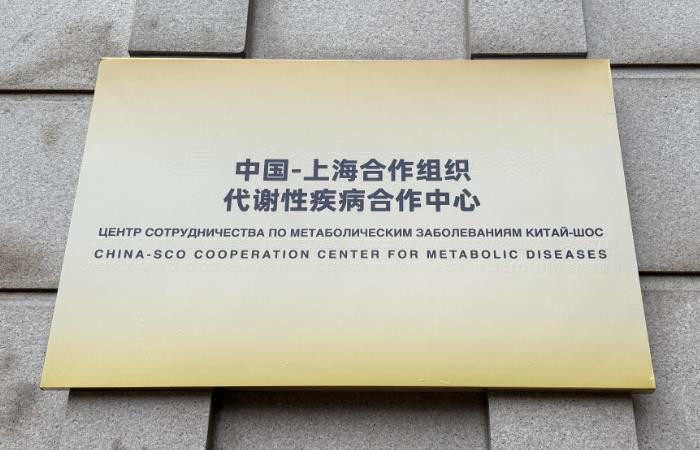 中国-上海合作组织
代谢性疾病合作中心
ЦЕНТР СОТРУДНИЧЕСТВА ПО МЕТАБОЛИЧЕСКИМ ЗАБОЛЕВАНИЯМ КИТАЙ-ШОС
CHINA-SCO COOPERATION CENTER FOR METABOLIC DISEASES